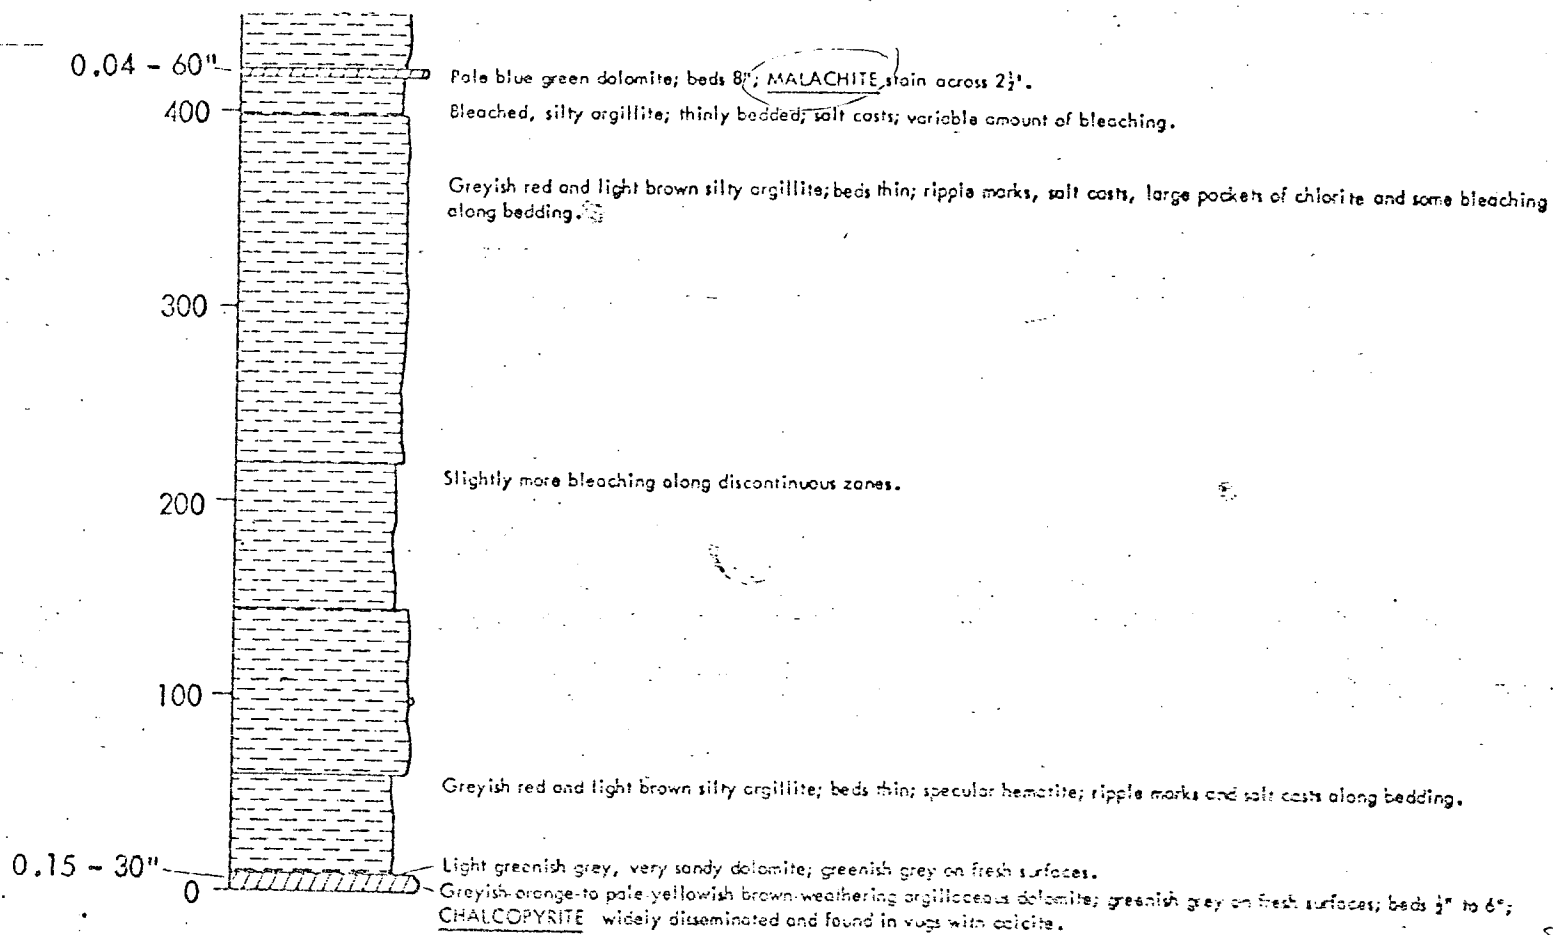 0.04 - 60"
Pale blue green dolomite; beds 8"; MALACHITE stain across 2½'.
400
Bleached, silty argillite; thinly bedded; salt casts; variable amount of bleaching.
Greyish red and light brown silty argillite; beds thin; ripple marks, salt casts, large pockets of chlorite and some bleaching
along bedding.
300
Slightly more bleaching along discontinuous zones.
200
100
Greyish red and light brown silty argillite; beds thin; specular hematite; ripple marks and salt casts along bedding.
0.15 - 30"
Light greenish grey, very sandy dolomite; greenish grey on fresh surfaces.
0
Greyish-orange-to pale yellowish brown-weathering argillaceous dolomite; greenish grey on fresh surfaces; beds ½" to 6";
CHALCOPYRITE widely disseminated and found in vugs with calcite.